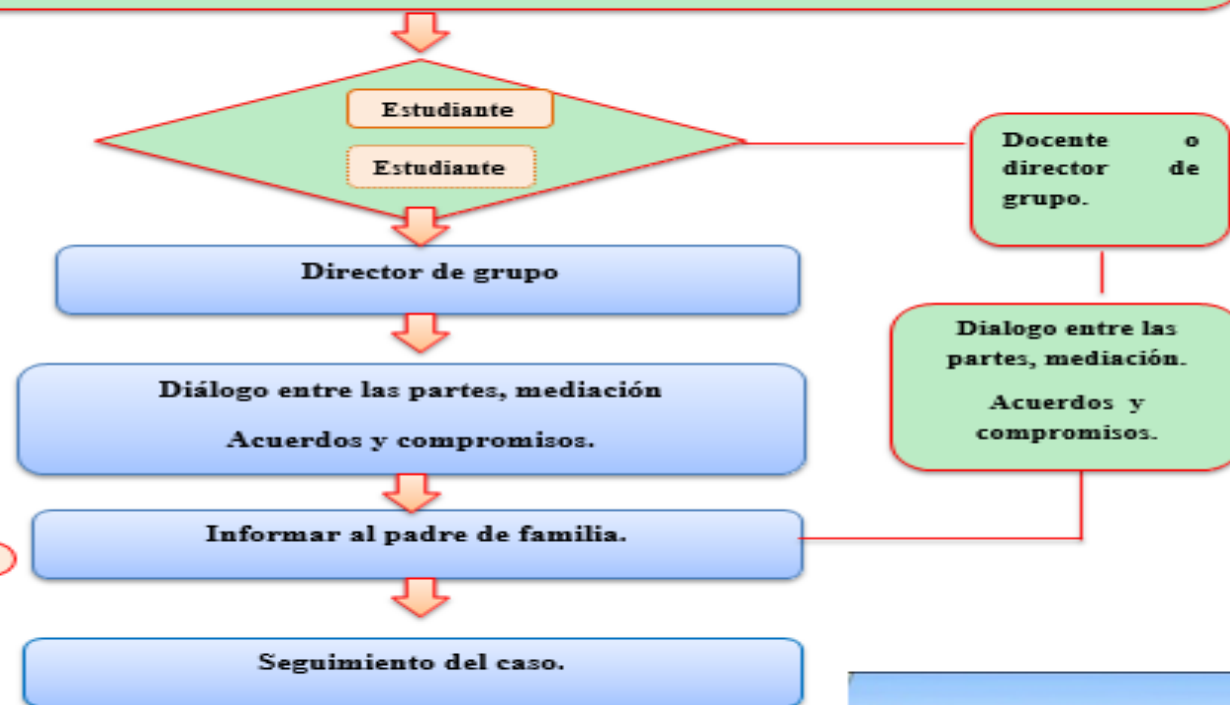 Estudiante
Estudiante
Docente o
director de
grupo.
Director de grupo
Dialogo entre las
partes, mediación.
Acuerdos y
compromisos.
Diálogo entre las partes, mediación
Acuerdos y compromisos.
Informar al padre de familia.
Seguimiento del caso.